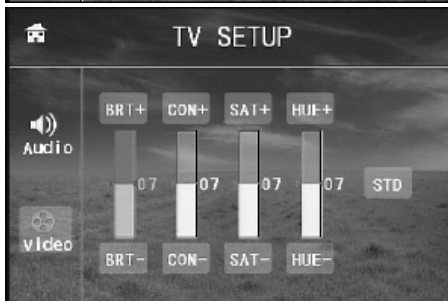 TV SETUP
BRT+ CON+ SAT+ HUE+
Audio
07 07 07 07 STD
Video
BRT- CON- SAT- HUE-